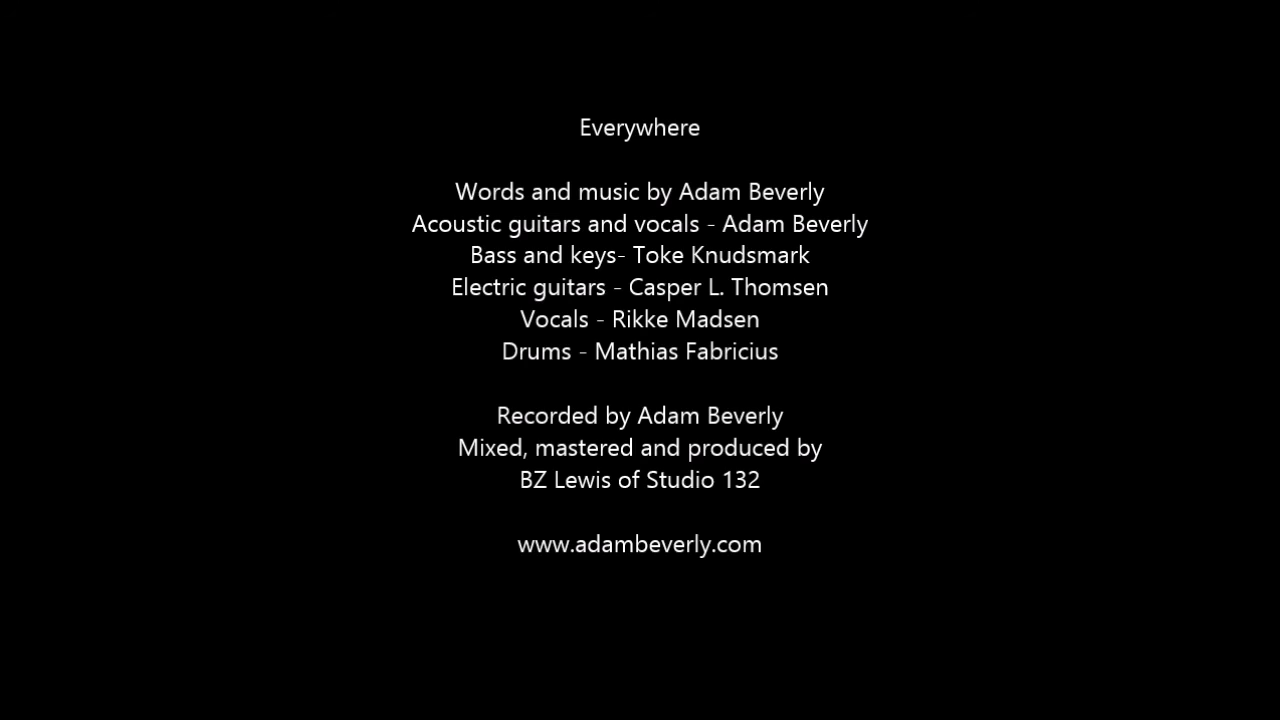 Everywhere
Words and music by Adam Beverly
Acoustic guitars and vocals - Adam Beverly
Bass and keys- Toke Knudsmark
Electric guitars - Casper L. Thomsen
Vocals - Rikke Madsen
Drums - Mathias Fabricius
Recorded by Adam Beverly
Mixed, mastered and produced by
BZ Lewis of Studio 132
www.adambeverly.com